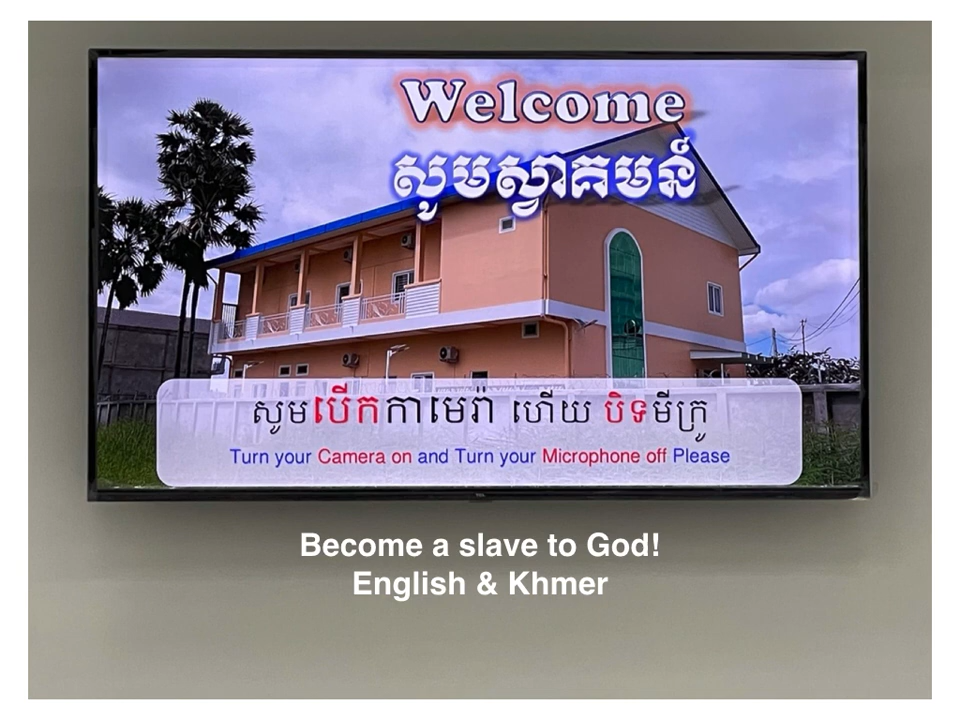 Welcome
សូមស្វាគមន៍
សូមបើកកាមេរ៉ា ហើយ បិទមីក្រូ
Turn your Camera on and Turn your Microphone off Please
Become a slave to God!
English & Khmer